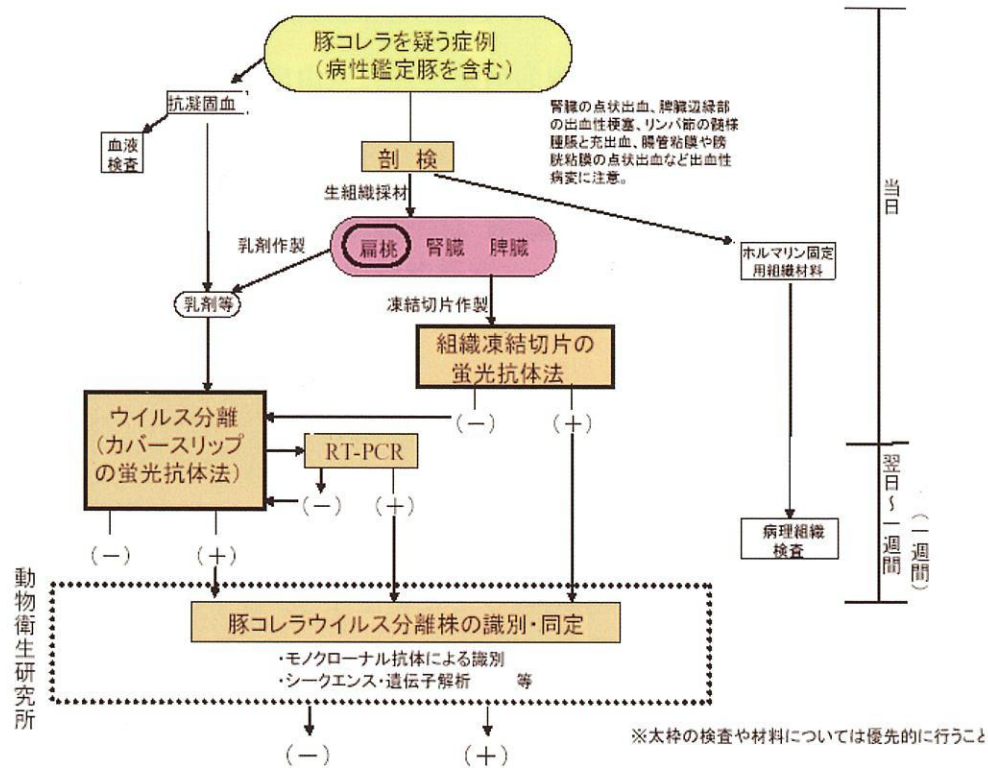 豚コレラを疑う症例
（病性鑑定豚を含む）
抗凝固血
血液
検査
腎臓の点状出血、脾臓辺縁部
の出血性梗塞、リンパ節の髄様
腫脹と充出血、腸管粘膜や膀
胱粘膜の点状出血など出血性
病変に注意。
剖検
生組織採材
当日
乳剤作製
扁桃 腎臓 脾臓
ホルマリン固定
用組織材料
乳剤等
凍結切片作製
組織凍結切片の
蛍光抗体法
(－) (＋)
ウイルス分離
(カバースリップ
の蛍光抗体法)
RT-PCR
(－) (＋)
翌日～一週間
(一週間)
病理組織
検査
(－) (＋)
動物衛生研究所
豚コレラウイルス分離株の識別・同定
・モノクローナル抗体による識別
・シークエンス・遺伝子解析 等
(－) (＋)
※太枠の検査や材料については優先的に行うこと